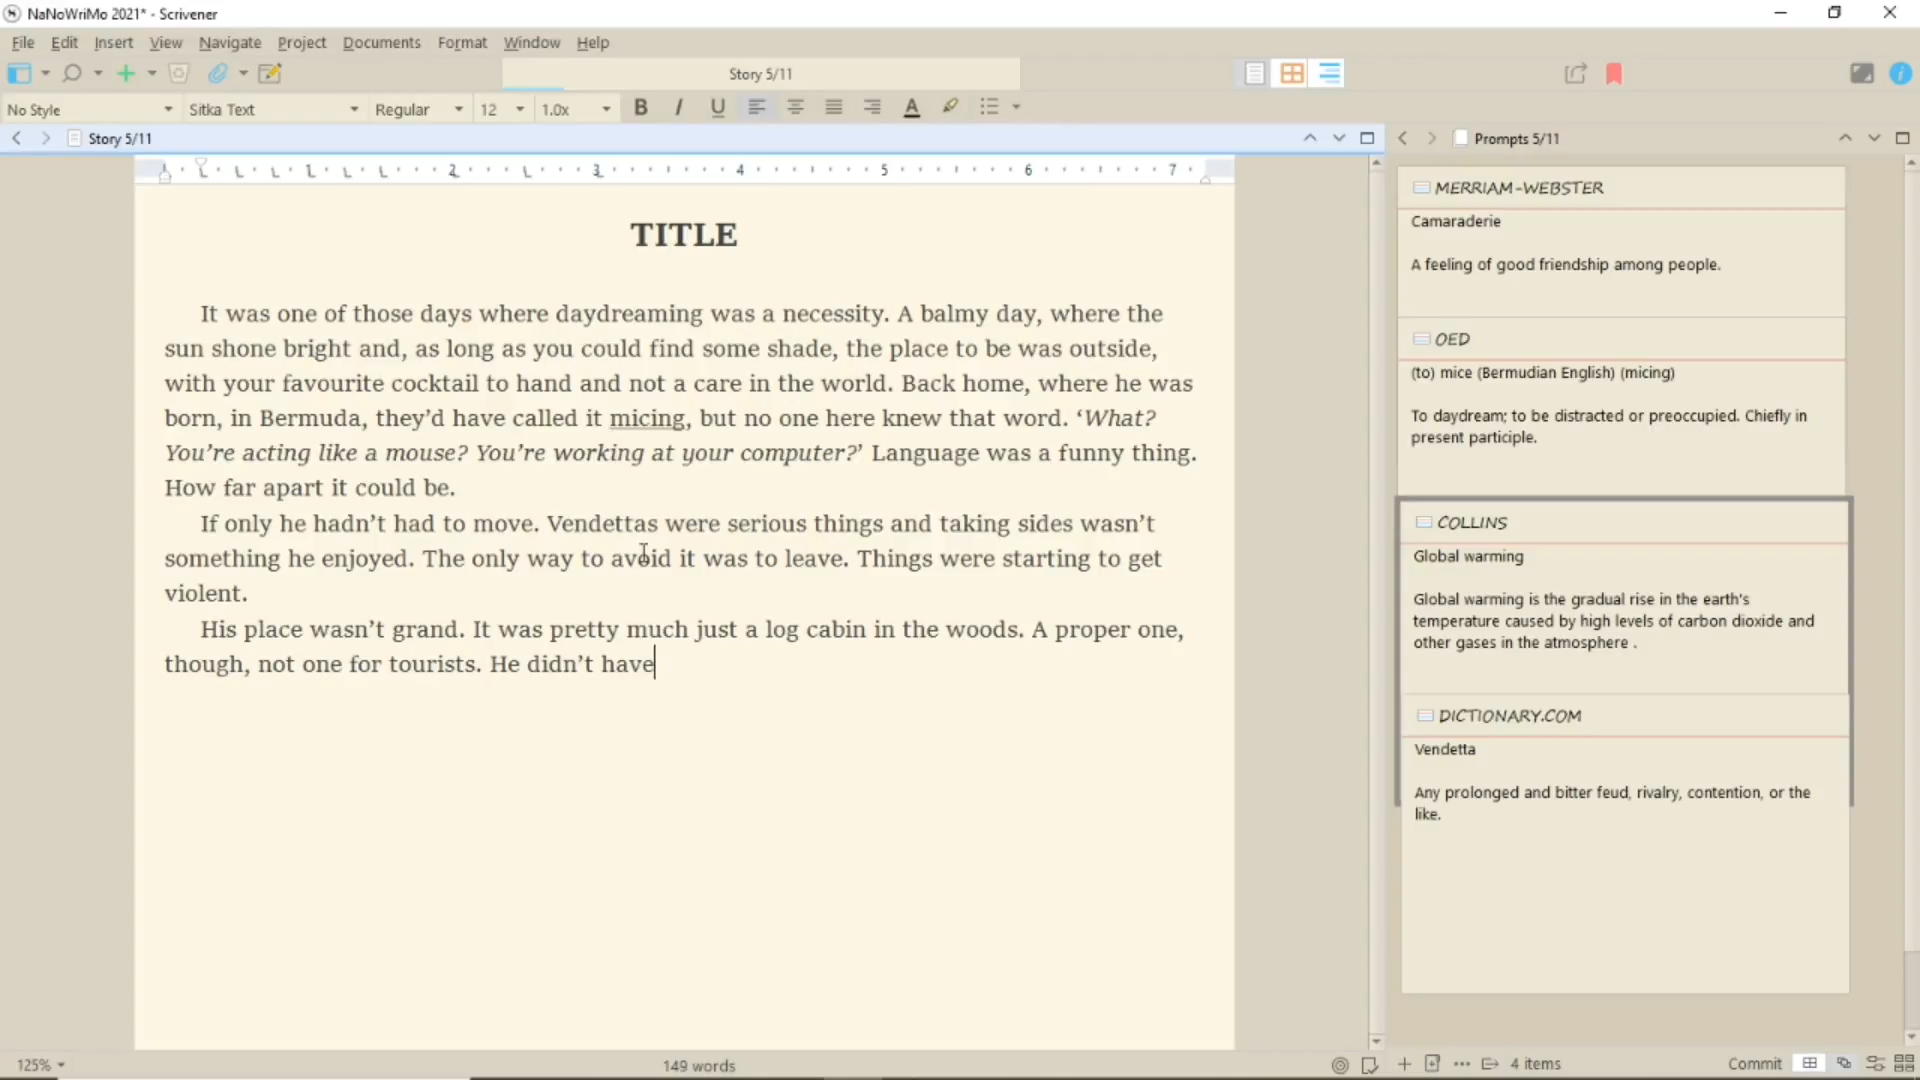 NaNoWriMo 2021* - Scrivener
File Edit Insert View Navigate Project Documents Format Window Help
Story 5/11
No Style Sitka Text Regular 12 1.0x B I U A
Story 5/11
Prompts 5/11
1 2 3 4 5 6 7
TITLE
It was one of those days where daydreaming was a necessity. A balmy day, where the
sun shone bright and, as long as you could find some shade, the place to be was outside,
with your favourite cocktail to hand and not a care in the world. Back home, where he was
born, in Bermuda, they’d have called it micing, but no one here knew that word. ‘What?
You’re acting like a mouse? You’re working at your computer?’ Language was a funny thing.
How far apart it could be.
If only he hadn’t had to move. Vendettas were serious things and taking sides wasn’t
something he enjoyed. The only way to avoid it was to leave. Things were starting to get
violent.
His place wasn’t grand. It was pretty much just a log cabin in the woods. A proper one,
though, not one for tourists. He didn’t have
MERRIAM-WEBSTER
Camaraderie
A feeling of good friendship among people.
OED
(to) mice (Bermudian English) (micing)
To daydream; to be distracted or preoccupied. Chiefly in
present participle.
COLLINS
Global warming
Global warming is the gradual rise in the earth's
temperature caused by high levels of carbon dioxide and
other gases in the atmosphere .
DICTIONARY.COM
Vendetta
Any prolonged and bitter feud, rivalry, contention, or the
like.
125%
149 words
4 items
Commit